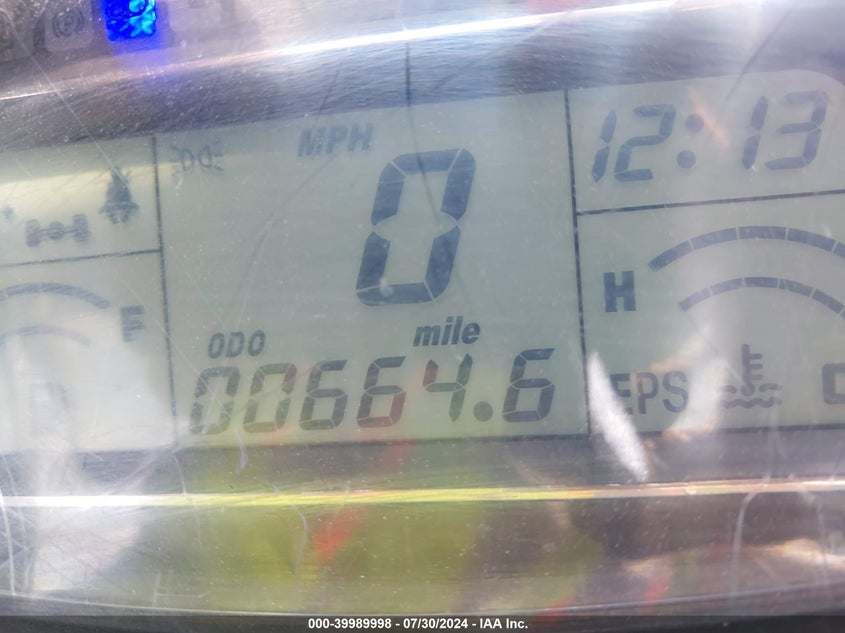 MPH
0
12:13
F
H
ODO
mile
00664.6
EPS
000-39989998 - 07/30/2024 - IAA Inc.